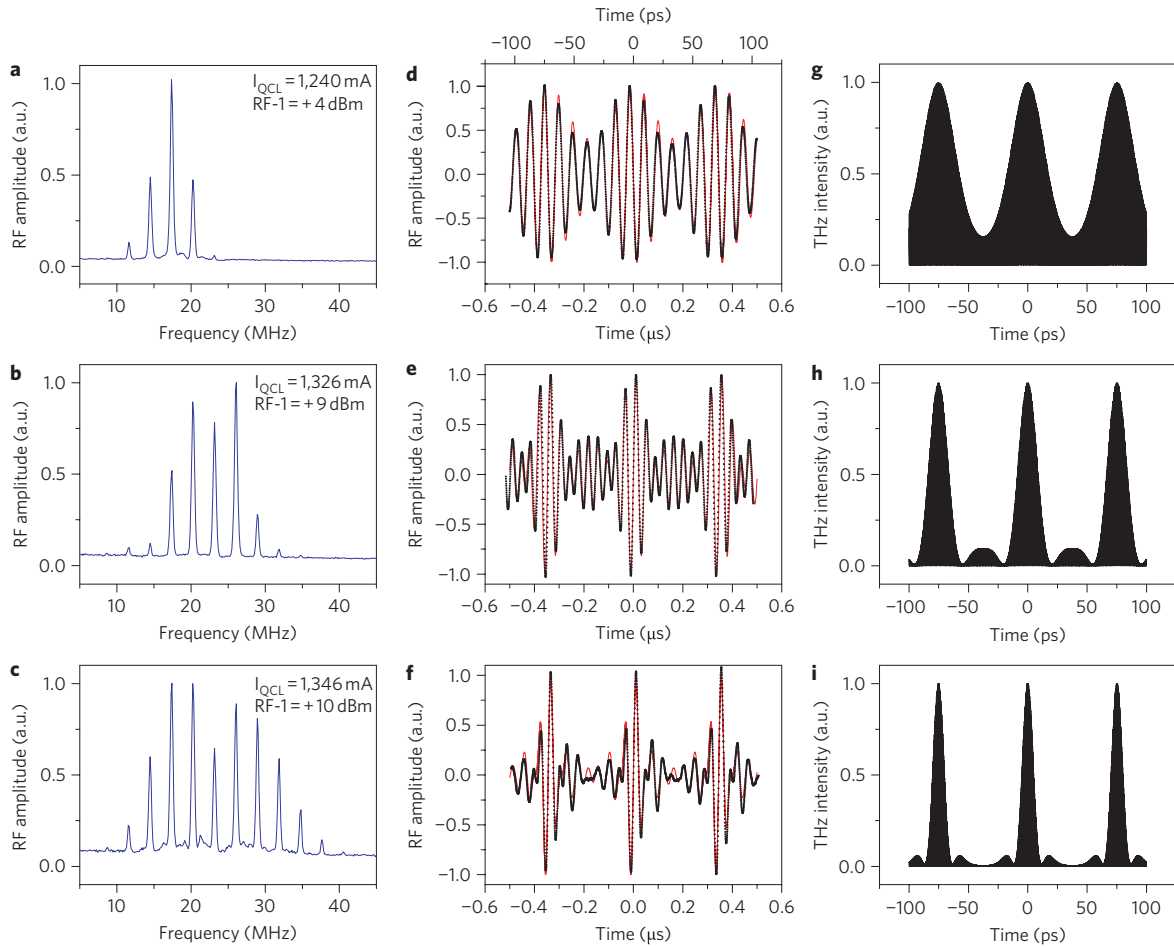 a
I_QCL = 1,240 mA
RF-1 = + 4 dBm
RF amplitude (a.u.)
1.0
0.5
0.0
10 20 30 40
Frequency (MHz)
d
Time (ps)
−100 −50 0 50 100
RF amplitude (a.u.)
1.0
0.5
0.0
−0.5
−1.0
−0.6 −0.4 −0.2 0.0 0.2 0.4 0.6
Time (μs)
g
THz intensity (a.u.)
1.0
0.5
0.0
−100 −50 0 50 100
Time (ps)
b
I_QCL = 1,326 mA
RF-1 = + 9 dBm
RF amplitude (a.u.)
1.0
0.5
0.0
10 20 30 40
Frequency (MHz)
e
RF amplitude (a.u.)
1.0
0.5
0.0
−0.5
−1.0
−0.6 −0.4 −0.2 0.0 0.2 0.4 0.6
Time (μs)
h
THz intensity (a.u.)
1.0
0.5
0.0
−100 −50 0 50 100
Time (ps)
c
I_QCL = 1,346 mA
RF-1 = + 10 dBm
RF amplitude (a.u.)
1.0
0.5
0.0
10 20 30 40
Frequency (MHz)
f
RF amplitude (a.u.)
1.0
0.5
0.0
−0.5
−1.0
−0.6 −0.4 −0.2 0.0 0.2 0.4 0.6
Time (μs)
i
THz intensity (a.u.)
1.0
0.5
0.0
−100 −50 0 50 100
Time (ps)